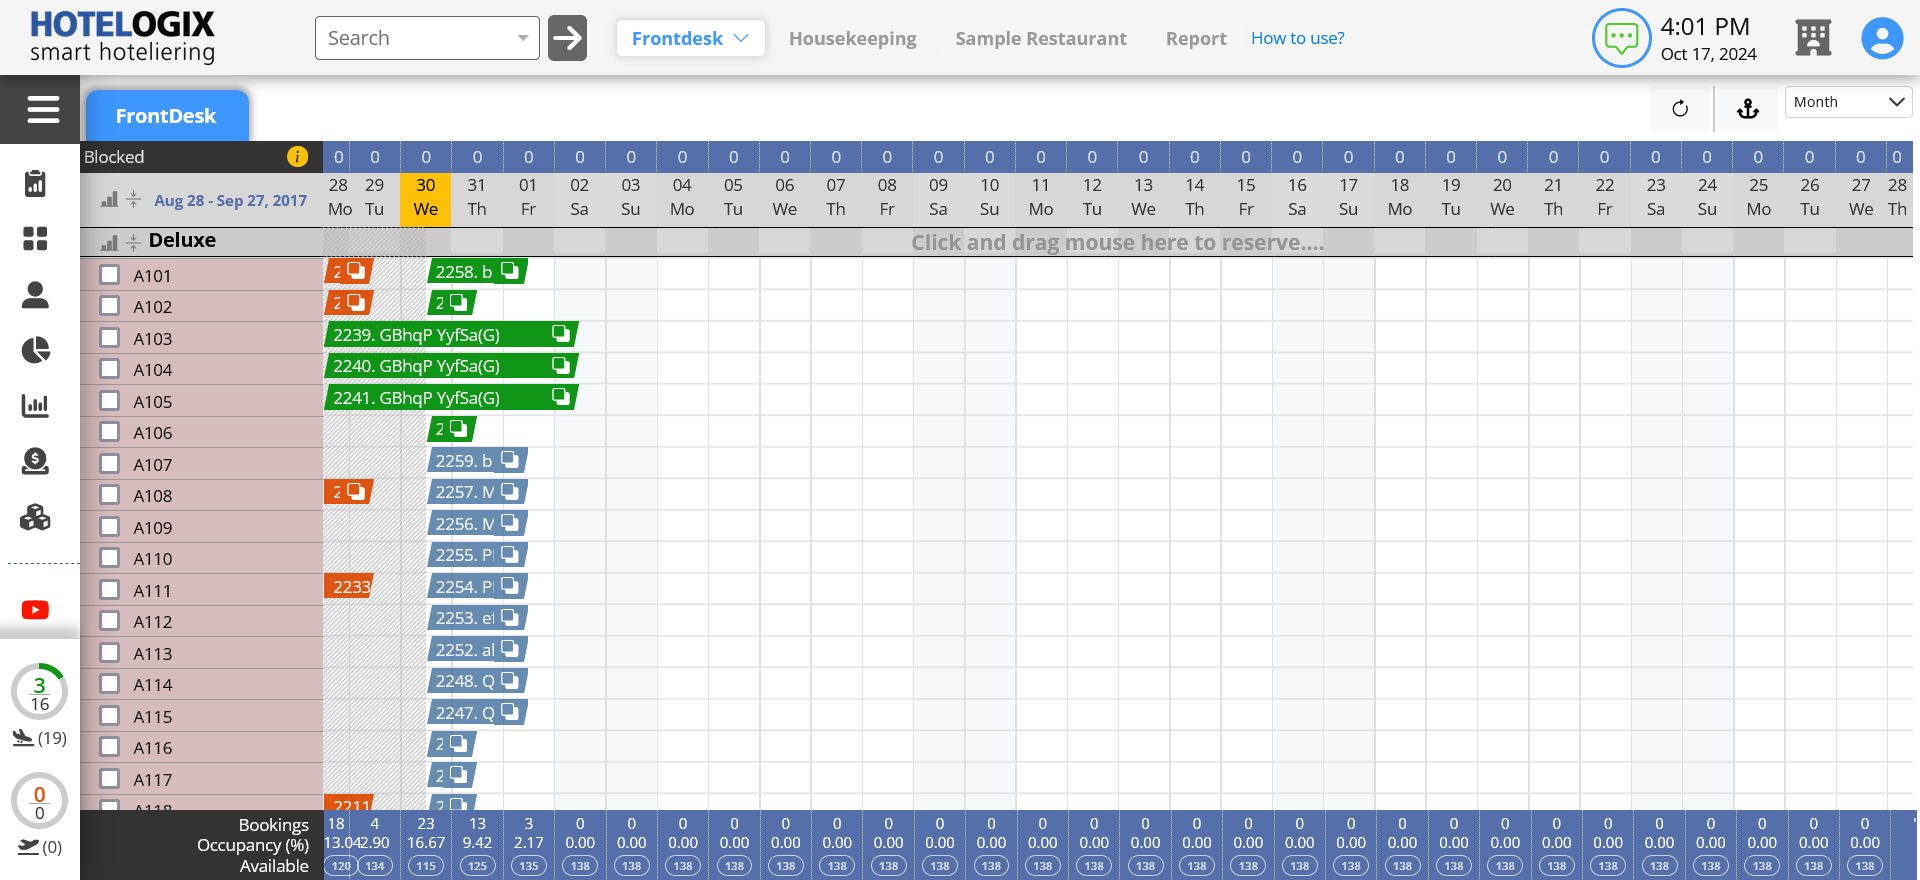 HOTELOGIX
smart hoteliering
Search
Frontdesk Housekeeping Sample Restaurant Report How to use?
4:01 PM
Oct 17, 2024
FrontDesk
Month
Blocked i 0 0 0 0 0 0 0 0 0 0 0 0 0 0 0 0 0 0 0 0 0 0 0 0 0 0 0 0 0 0 0 0
Aug 28 - Sep 27, 2017
28 29 30 31 01 02 03 04 05 06 07 08 09 10 11 12 13 14 15 16 17 18 19 20 21 22 23 24 25 26 27 28
Mo Tu We Th Fr Sa Su Mo Tu We Th Fr Sa Su Mo Tu We Th Fr Sa Su Mo Tu We Th Fr Sa Su Mo Tu We Th
Deluxe Click and drag mouse here to reserve....
A101 2 2258. b
A102 2 2
A103 2239. GBhqP YyfSa(G)
A104 2240. GBhqP YyfSa(G)
A105 2241. GBhqP YyfSa(G)
A106 2
A107 2259. b
A108 2 2257. M
A109 2256. M
A110 2255. P
A111 2233 2254. P
A112 2253. ef
A113 2252. al
A114 2248. Q
A115 2247. Q
A116 2
A117 2
A118 2211 2
3
16
(19)
0
0
(0)
Bookings 18 4 23 13 3 0 0 0 0 0 0 0 0 0 0 0 0 0 0 0 0 0 0 0 0 0 0 0 0 0 0
Occupancy (%) 13.04 2.90 16.67 9.42 2.17 0.00 0.00 0.00 0.00 0.00 0.00 0.00 0.00 0.00 0.00 0.00 0.00 0.00 0.00 0.00 0.00 0.00 0.00 0.00 0.00 0.00 0.00 0.00 0.00 0.00 0.00
Available 120 134 115 125 135 138 138 138 138 138 138 138 138 138 138 138 138 138 138 138 138 138 138 138 138 138 138 138 138 138 138